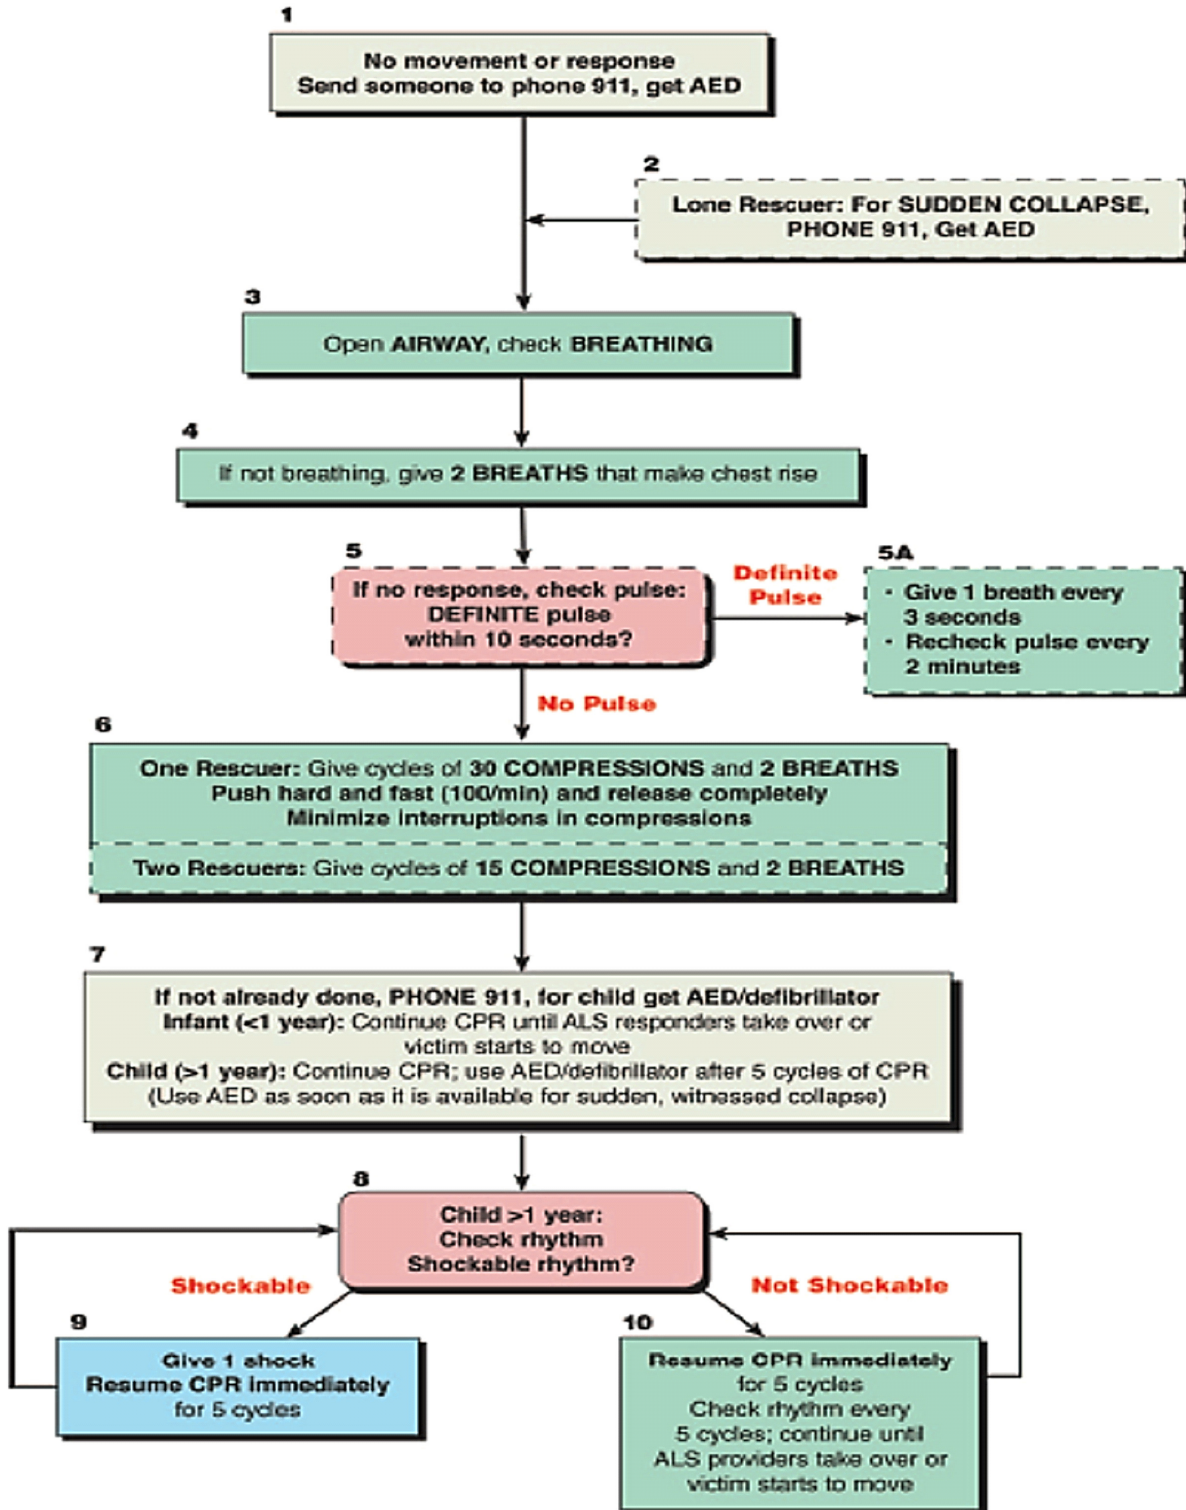 1
No movement or response
Send someone to phone 911, get AED
2
Lone Rescuer: For SUDDEN COLLAPSE,
PHONE 911, Get AED
3
Open AIRWAY, check BREATHING
4
If not breathing, give 2 BREATHS that make chest rise
5
If no response, check pulse:
DEFINITE pulse
within 10 seconds?
Definite
Pulse
5A
· Give 1 breath every
3 seconds
· Recheck pulse every
2 minutes
No Pulse
6
One Rescuer: Give cycles of 30 COMPRESSIONS and 2 BREATHS
Push hard and fast (100/min) and release completely
Minimize interruptions in compressions
Two Rescuers: Give cycles of 15 COMPRESSIONS and 2 BREATHS
7
If not already done, PHONE 911, for child get AED/defibrillator
Infant (<1 year): Continue CPR until ALS responders take over or
victim starts to move
Child (>1 year): Continue CPR; use AED/defibrillator after 5 cycles of CPR
(Use AED as soon as it is available for sudden, witnessed collapse)
8
Child >1 year:
Check rhythm
Shockable rhythm?
Shockable
Not Shockable
9
Give 1 shock
Resume CPR immediately
for 5 cycles
10
Resume CPR immediately
for 5 cycles
Check rhythm every
5 cycles; continue until
ALS providers take over or
victim starts to move